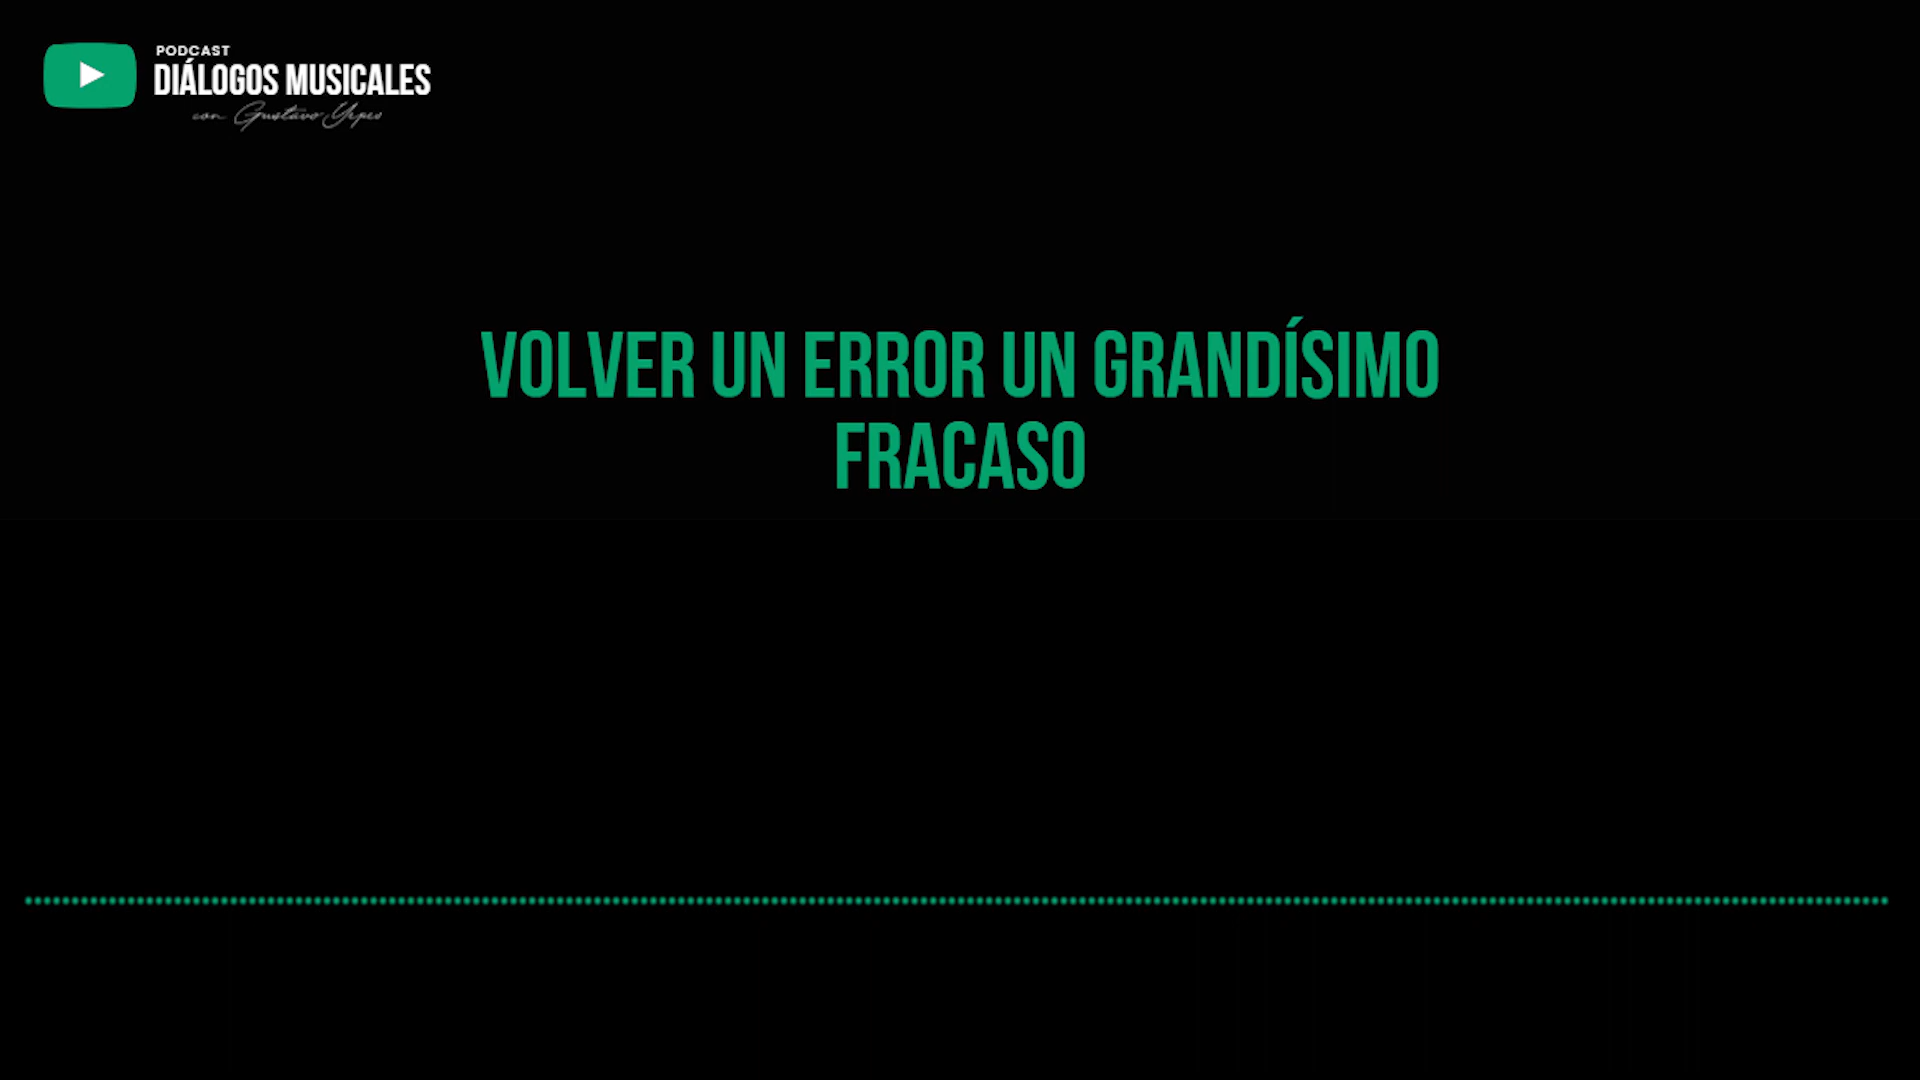 PODCAST
DIÁLOGOS MUSICALES
con Gustavo Yepes
VOLVER UN ERROR UN GRANDÍSIMO
FRACASO